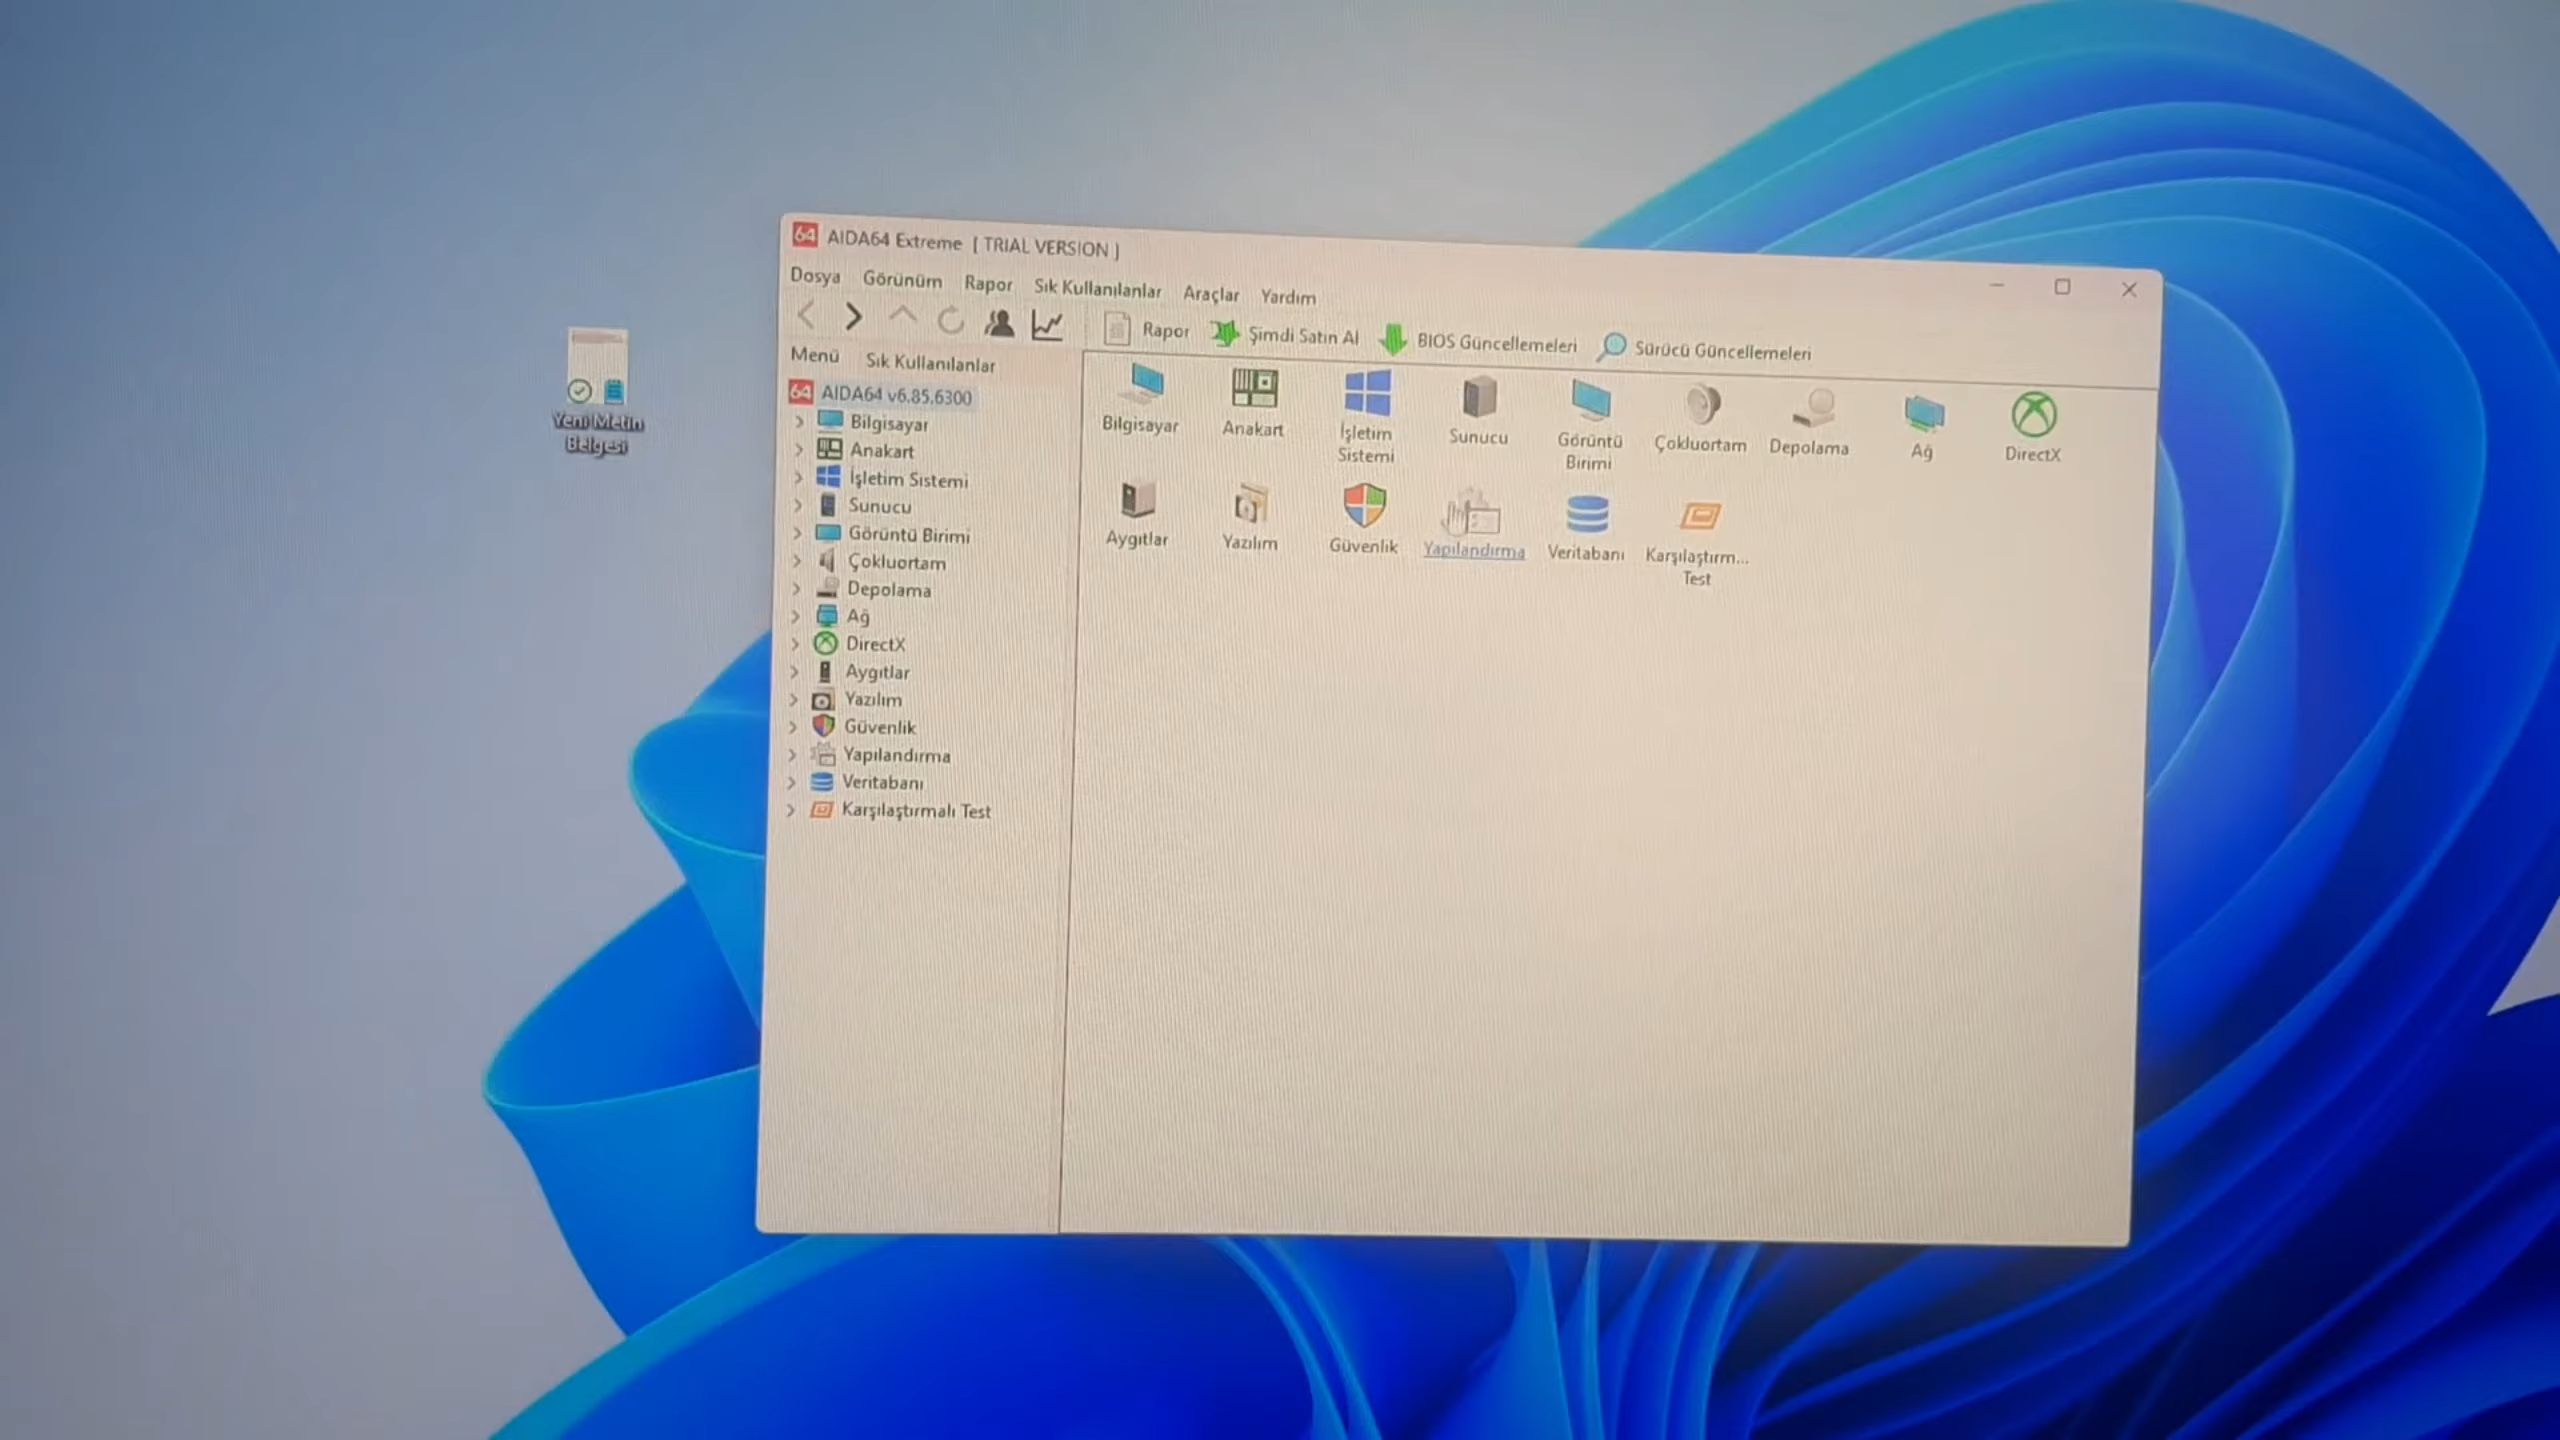 64 AIDA64 Extreme [ TRIAL VERSION ]
Dosya Görünüm Rapor Sık Kullanılanlar Araçlar Yardım
Rapor Şimdi Satın Al BIOS Güncellemeleri Sürücü Güncellemeleri
Menü Sık Kullanılanlar
64 AIDA64 v6.85.6300
Bilgisayar
Anakart
İşletim Sistemi
Sunucu
Görüntü Birimi
Çokluortam
Depolama
Ağ
DirectX
Aygıtlar
Yazılım
Güvenlik
Yapılandırma
Veritabanı
Karşılaştırmalı Test
Bilgisayar
Anakart
İşletim
Sistemi
Sunucu
Görüntü
Birimi
Çokluortam
Depolama
Ağ
DirectX
Aygıtlar
Yazılım
Güvenlik
Yapılandırma
Veritabanı
Karşılaştırm...
Test
Yeni Metin
Belgesi